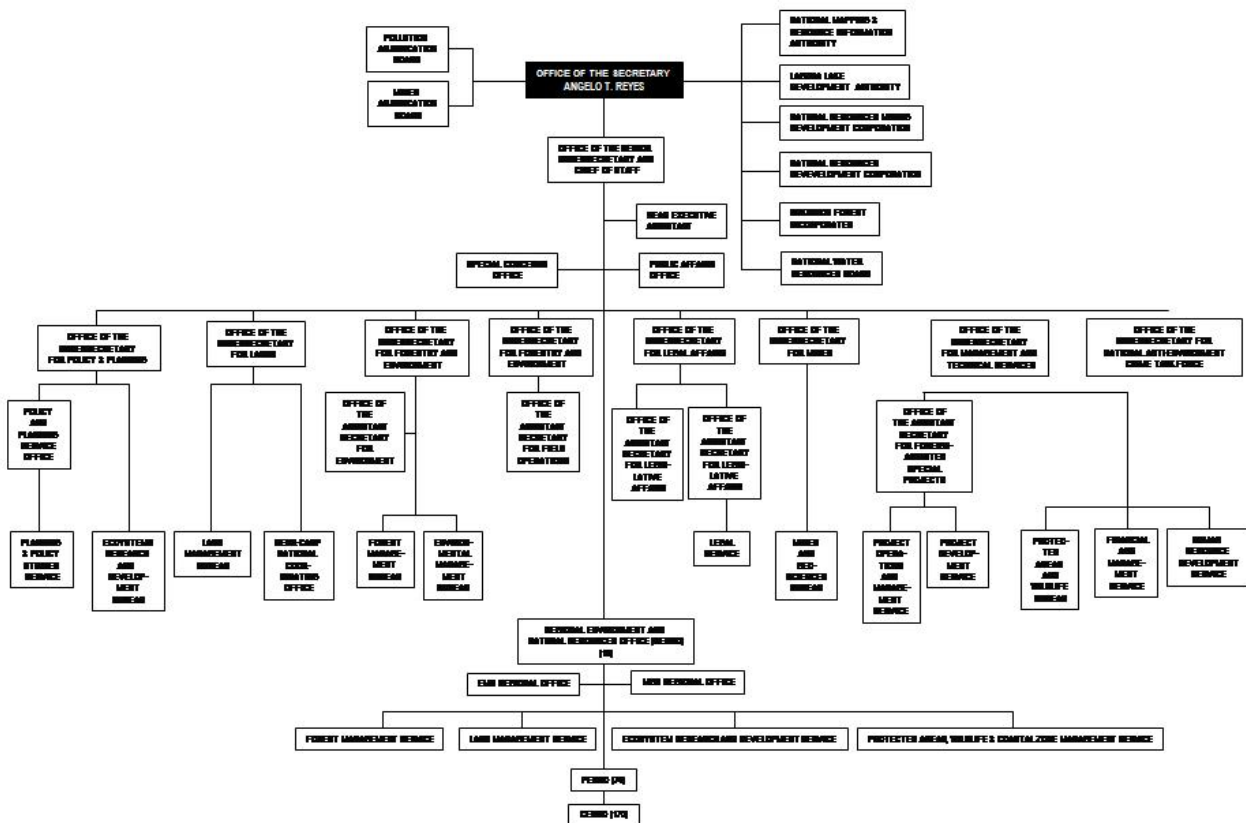 OFFICE OF THE SECRETARY
ANGELO T. REYES
POLLUTION
ADJUDICATION
BOARD
MINES
ADJUDICATION
BOARD
NATIONAL MAPPING &
RESOURCE INFORMATION
AUTHORITY
LAGUNA LAKE
DEVELOPMENT AUTHORITY
NATURAL RESOURCES MINING
DEVELOPMENT CORPORATION
NATURAL RESOURCES
DEVEVELOPMENT CORPORATION
FOREST
INCORPORATED
NATIONAL WATER
RESOURCES BOARD
OFFICE OF THE SENIOR
UNDERSECRETARY AND
CHIEF OF STAFF
HEAD EXECUTIVE
ASSISTANT
SPECIAL CONCERNS
OFFICE
PUBLIC AFFAIRS
OFFICE
OFFICE OF THE
UNDERSECRETARY
FOR POLICY & PLANNING
OFFICE OF THE
UNDERSECRETARY
FOR LANDS
OFFICE OF THE
UNDERSECRETARY
FOR FORESTRY AND
ENVIRONMENT
OFFICE OF THE
UNDERSECRETARY
FOR FORESTRY AND
ENVIRONMENT
OFFICE OF THE
UNDERSECRETARY
FOR LEGAL AFFAIRS
OFFICE OF THE
UNDERSECRETARY
FOR MINES
OFFICE OF THE
UNDERSECRETARY
FOR MANAGEMENT AND
TECHNICAL SERVICES
OFFICE OF THE
UNDERSECRETARY FOR
NATIONAL ANTI-ENVIRONMENT
CRIME TASK FORCE
POLICY
AND
PLANNING
SERVICE
OFFICE
OFFICE OF
THE
ASSISTANT
SECRETARY
FOR
ENVIRONMENT
OFFICE OF
THE
ASSISTANT
SECRETARY
FOR FIELD
OPERATIONS
OFFICE OF
THE
ASSISTANT
SECRETARY
FOR LEGIS-
LATIVE
AFFAIRS
OFFICE OF
THE
ASSISTANT
SECRETARY
FOR LEGIS-
LATIVE
AFFAIRS
OFFICE OF
THE ASSISTANT
SECRETARY
FOR FOREIGN-
ASSISTED
SPECIAL
PROJECTS
PLANNING
& POLICY
STUDIES
SERVICE
ECOSYSTEMS
RESEARCH
AND
DEVELOP-
MENT
BUREAU
LAND
MANAGEMENT
BUREAU
DENR-CARP
NATIONAL
COOR-
DINATING
OFFICE
FOREST
MANAGE-
MENT
BUREAU
ENVIRON-
MENTAL
MANAGE-
MENT
BUREAU
LEGAL
SERVICE
MINES
AND
GEO-
SCIENCES
BUREAU
PROJECT
OPERA-
TIONS
AND
MANAGE-
MENT
SERVICE
PROJECT
DEVELOP-
MENT
SERVICE
PROTEC-
TED
AREAS
AND
WILDLIFE
BUREAU
FINANCIAL
AND
MANAGE-
MENT
SERVICE
HUMAN
RESOURCE
DEVELOPMENT
SERVICE
REGIONAL ENVIRONMENT AND
NATURAL RESOURCES OFFICE (RENRO)
EMB REGIONAL OFFICE
MGB REGIONAL OFFICE
FOREST MANAGEMENT SERVICE
LAND MANAGEMENT SERVICE
ECOSYSTEM RESEARCH AND DEVELOPMENT SERVICE
PROTECTED AREAS, WILDLIFE & COASTAL ZONE MANAGEMENT SERVICE
PENRO
CENRO